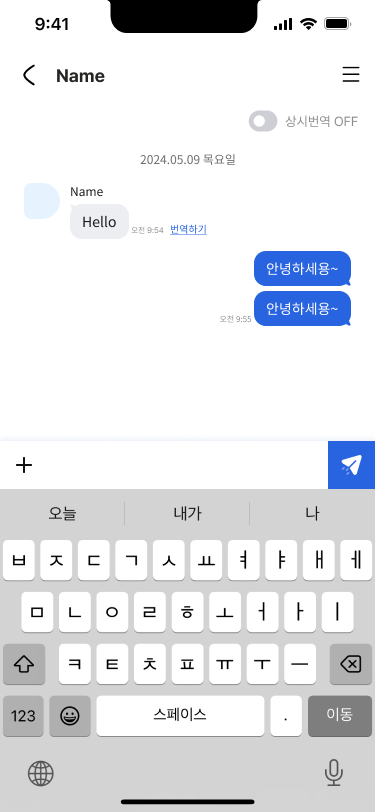 9:41
Name
상시번역 OFF
2024.05.09 목요일
Name
Hello 오전 9:54 번역하기
안녕하세용~
오전 9:55 안녕하세용~
오늘 내가 나
ㅂ ㅈ ㄷ ㄱ ㅅ ㅛ ㅕ ㅑ ㅐ ㅔ
ㅁ ㄴ ㅇ ㄹ ㅎ ㅗ ㅓ ㅏ ㅣ
ㅋ ㅌ ㅊ ㅍ ㅠ ㅜ ㅡ
123 스페이스 . 이동